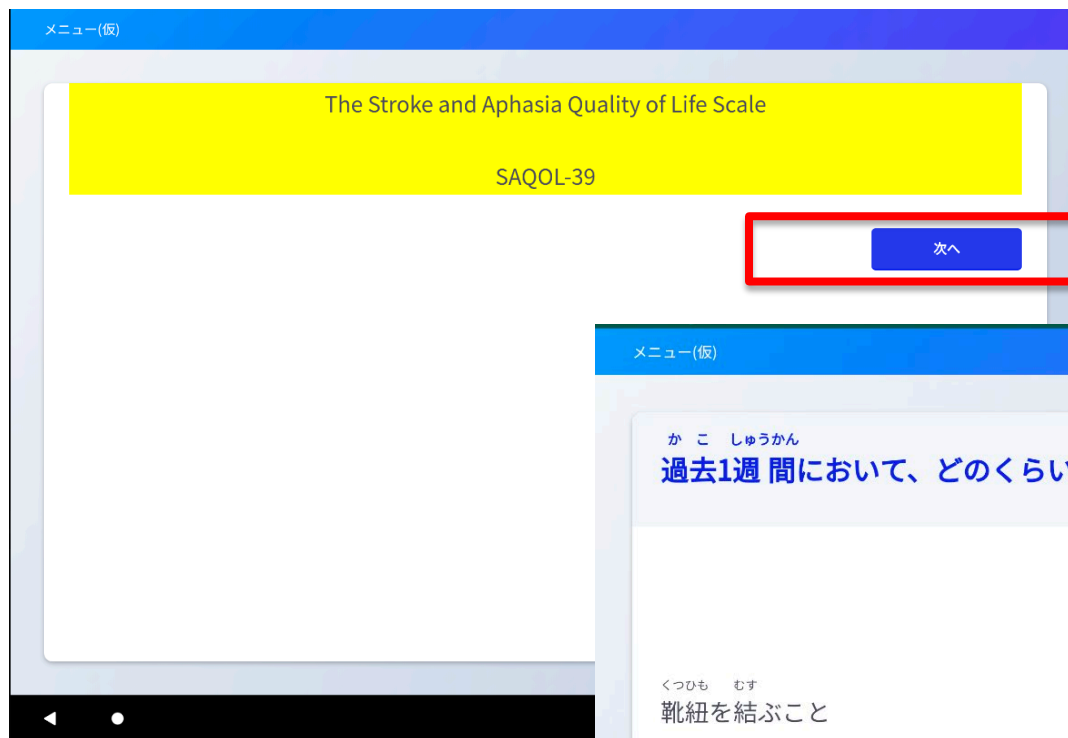 メニュー(仮)
The Stroke and Aphasia Quality of Life Scale
SAQOL-39
次へ
メニュー(仮)
かこ しゅうかん
過去1週間において、どのくらい
くつひも むす
靴紐を結ぶこと